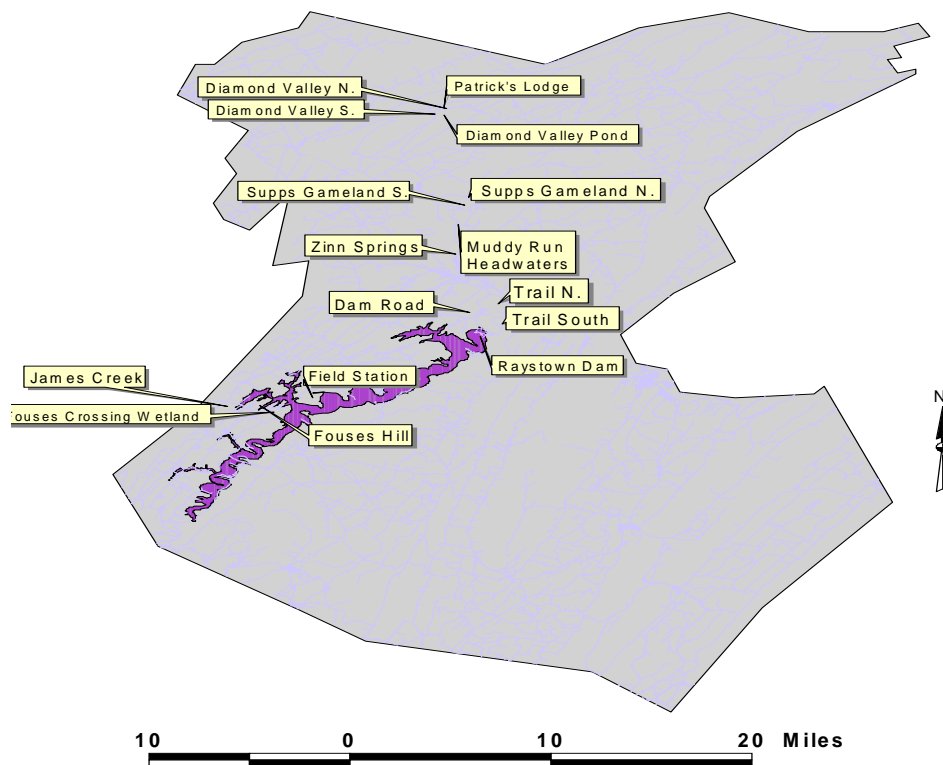 Diamond Valley N.
Patrick's Lodge
Diamond Valley S.
Diamond Valley Pond
Supps Gameland S.
Supps Gameland N.
Zinn Springs
Muddy Run
Headwaters
Trail N.
Dam Road
Trail South
Raystown Dam
James Creek
Field Station
Fouses Crossing Wetland
Fouses Hill
N
10 0 10 20 Miles